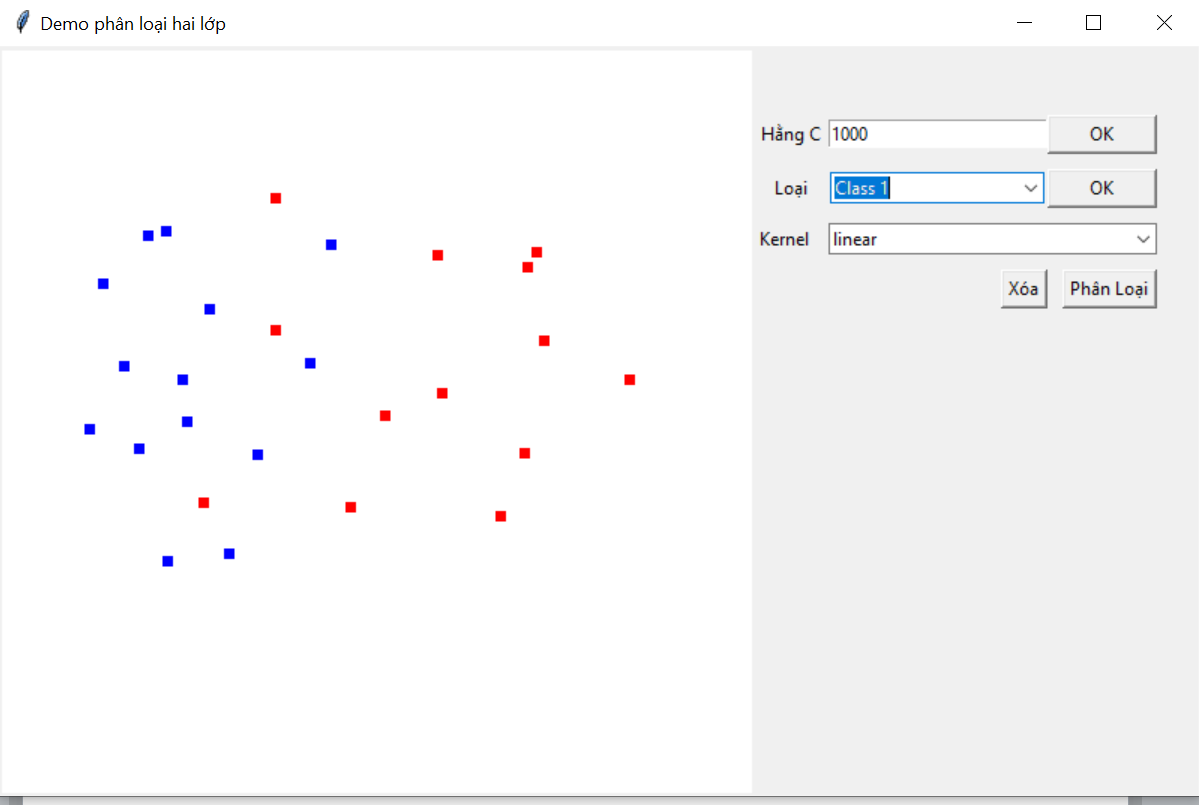 Demo phân loại hai lớp
Hằng C 1000 OK
Loại Class 1 OK
Kernel linear
Xóa Phân Loại